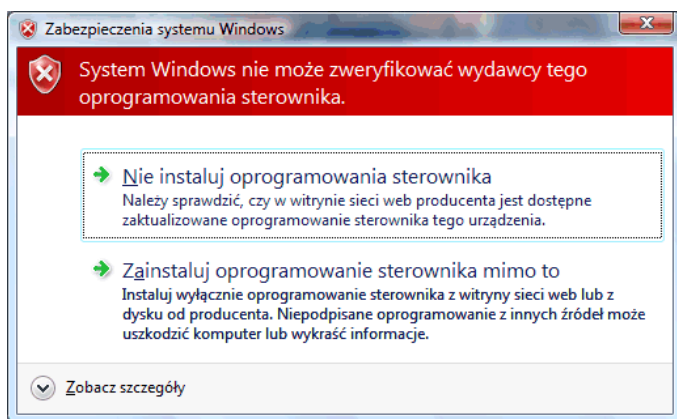 Zabezpieczenia systemu Windows
System Windows nie może zweryfikować wydawcy tego
oprogramowania sterownika.
Nie instaluj oprogramowania sterownika
Należy sprawdzić, czy w witrynie sieci web producenta jest dostępne
zaktualizowane oprogramowanie sterownika tego urządzenia.
Zainstaluj oprogramowanie sterownika mimo to
Instaluj wyłącznie oprogramowanie sterownika z witryny sieci web lub z
dysku od producenta. Niepodpisane oprogramowanie z innych źródeł może
uszkodzić komputer lub wykraść informacje.
Zobacz szczegóły